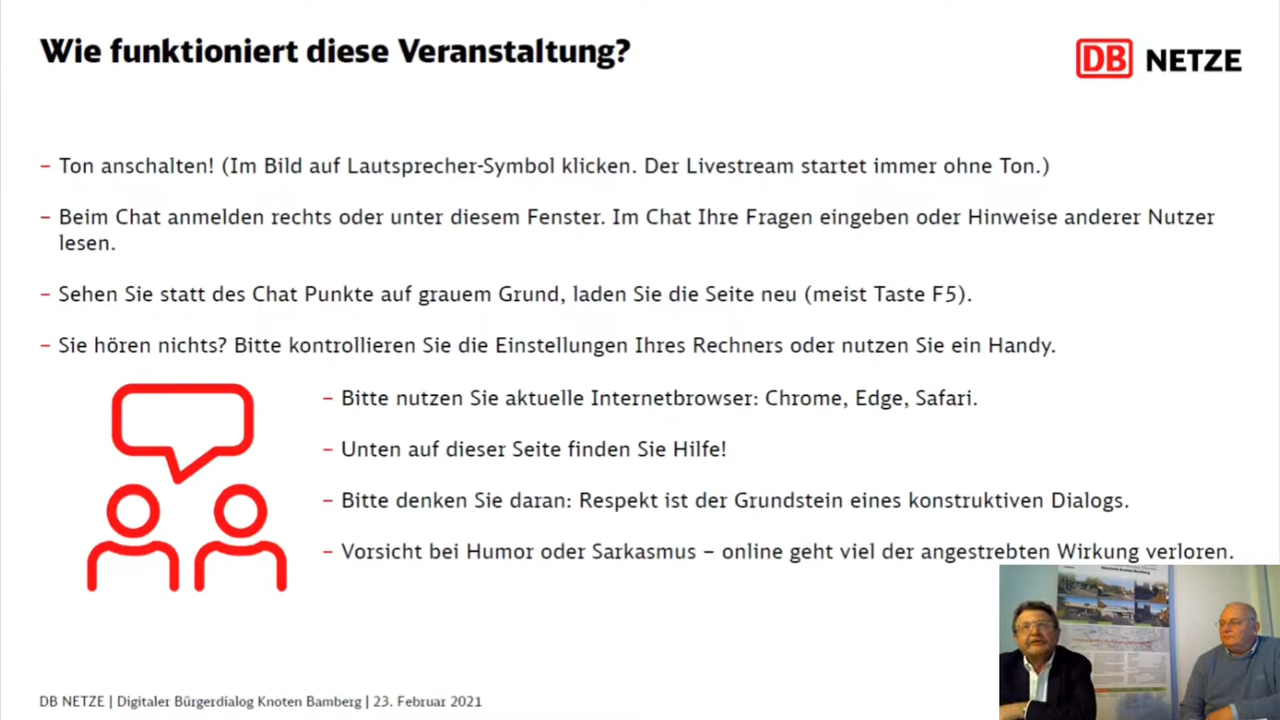 Wie funktioniert diese Veranstaltung?
DB NETZE
– Ton anschalten! (Im Bild auf Lautsprecher-Symbol klicken. Der Livestream startet immer ohne Ton.)
– Beim Chat anmelden rechts oder unter diesem Fenster. Im Chat Ihre Fragen eingeben oder Hinweise anderer Nutzer
lesen.
– Sehen Sie statt des Chat Punkte auf grauem Grund, laden Sie die Seite neu (meist Taste F5).
– Sie hören nichts? Bitte kontrollieren Sie die Einstellungen Ihres Rechners oder nutzen Sie ein Handy.
– Bitte nutzen Sie aktuelle Internetbrowser: Chrome, Edge, Safari.
– Unten auf dieser Seite finden Sie Hilfe!
– Bitte denken Sie daran: Respekt ist der Grundstein eines konstruktiven Dialogs.
– Vorsicht bei Humor oder Sarkasmus – online geht viel der angestrebten Wirkung verloren.
Knoten Bamberg
DB NETZE | Digitaler Bürgerdialog Knoten Bamberg | 23. Februar 2021